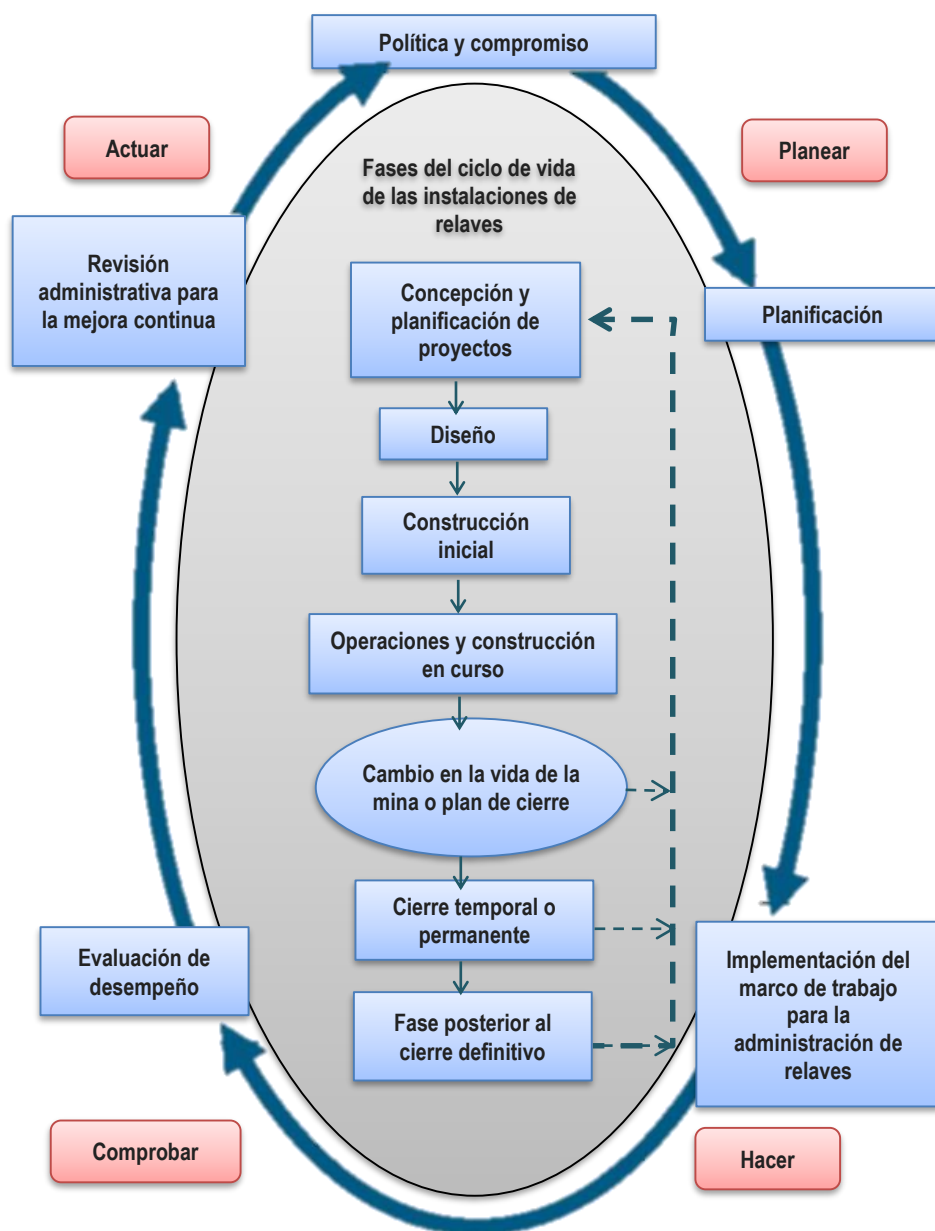 Política y compromiso
Actuar
Planear
Fases del ciclo de vida
de las instalaciones de
relaves
Revisión
administrativa para
la mejora continua
Concepción y
planificación de
proyectos
Planificación
Diseño
Construcción
inicial
Operaciones y construcción
en curso
Cambio en la vida de la
mina o plan de cierre
Cierre temporal o
permanente
Evaluación de
desempeño
Implementación del
marco de trabajo
para la
administración de
relaves
Fase posterior al
cierre definitivo
Comprobar
Hacer